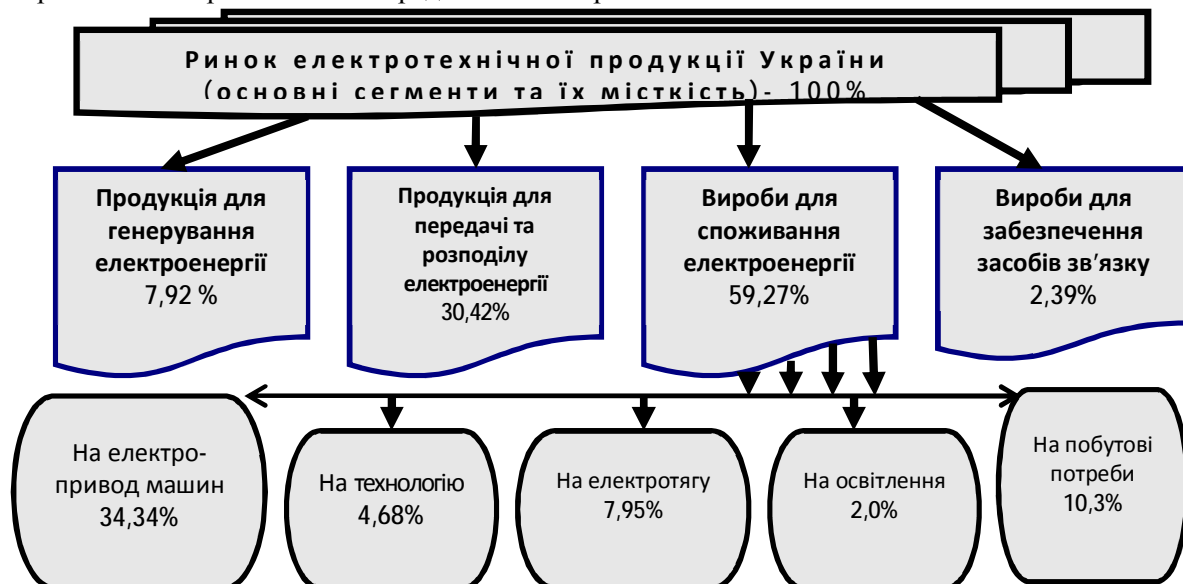 Ринок електротехнічної продукції України
(основні сегменти та їх місткість)- 100%
Продукція для
генерування
електроенергії
7,92 %
Продукція для
передачі та
розподілу
електроенергії
30,42%
Вироби для
споживання
електроенергії
59,27%
Вироби для
забезпечення
засобів зв’язку
2,39%
На електро-
привод машин
34,34%
На технологію
4,68%
На електротягу
7,95%
На освітлення
2,0%
На побутові
потреби
10,3%